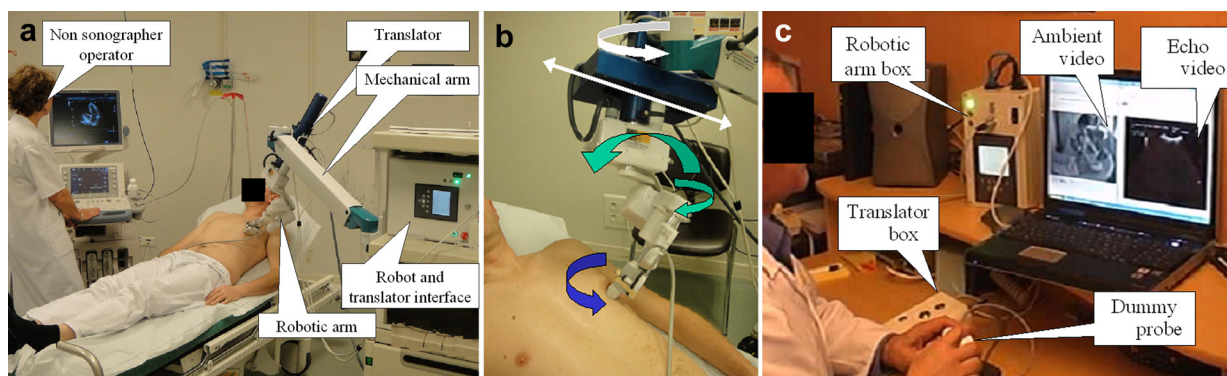 a
Non sonographer
operator
Translator
Mechanical arm
Robot and
translator interface
Robotic arm
b
c
Robotic
arm box
Ambient
video
Echo
video
Translator
box
Dummy
probe